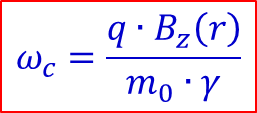 ω_c = q · B_z(r) / m_0 · γ